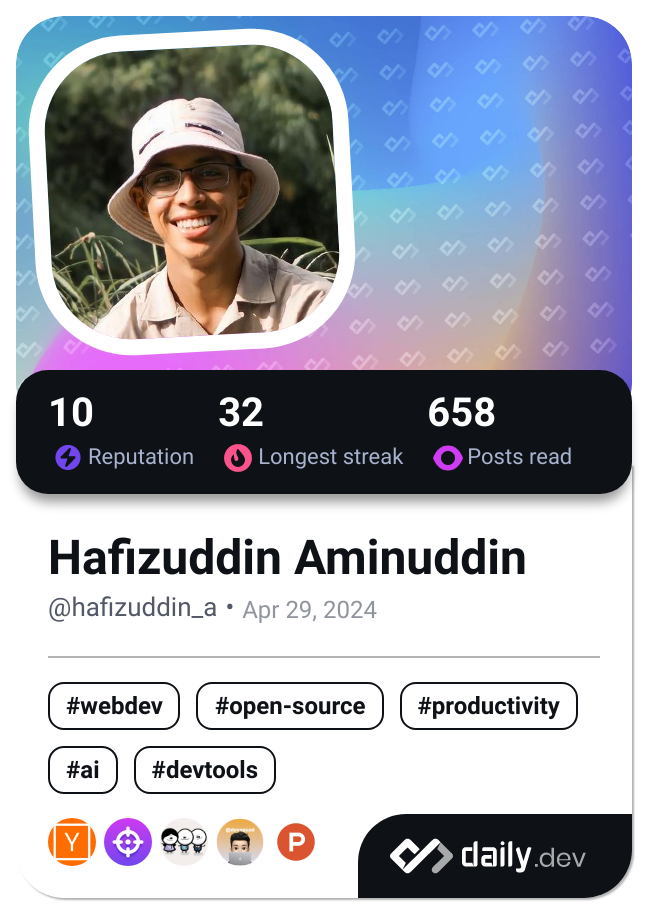 10 32 658
Reputation Longest streak Posts read
Hafizuddin Aminuddin
@hafizuddin_a • Apr 29, 2024
#webdev #open-source #productivity
#ai #devtools
Y P
daily.dev